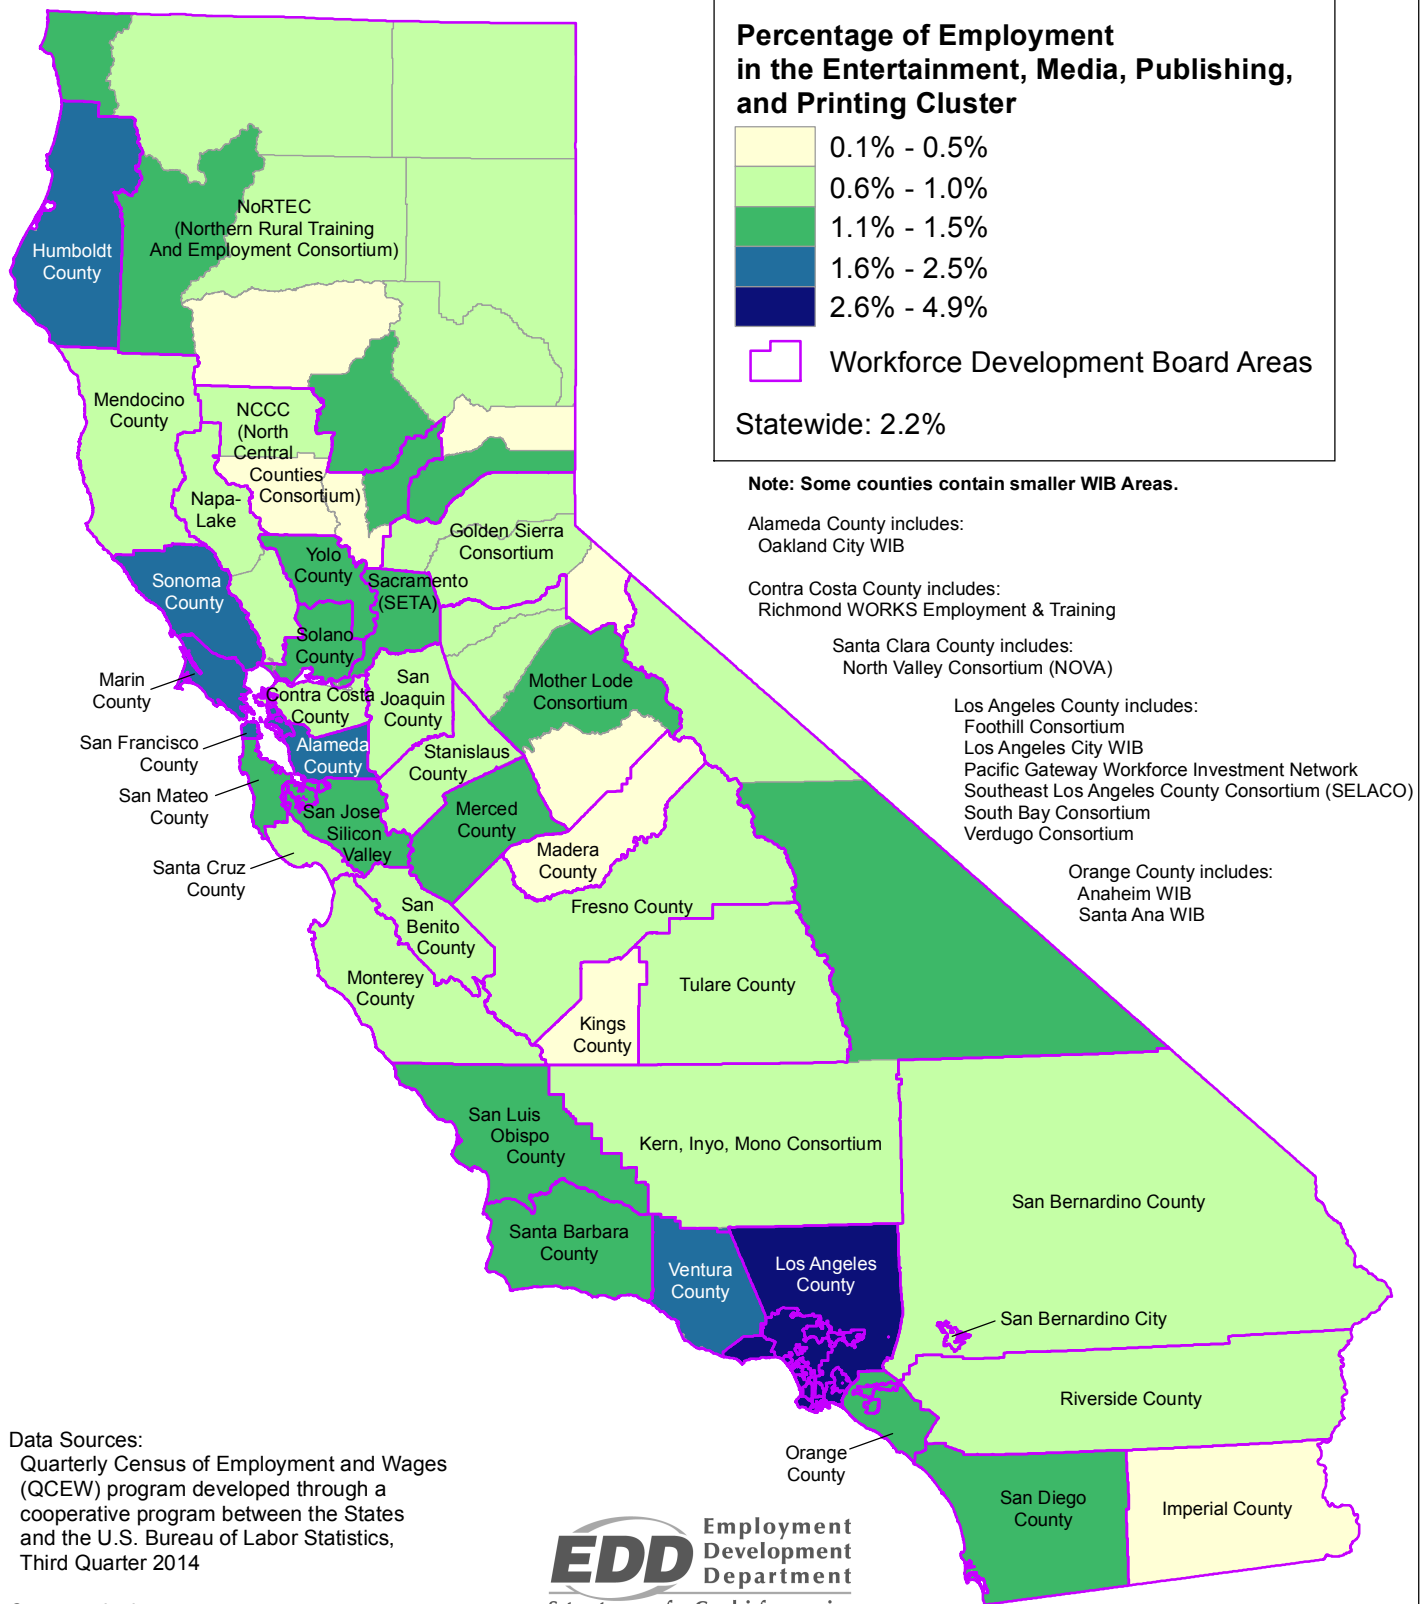 Percentage of Employment
in the Entertainment, Media, Publishing,
and Printing Cluster
0.1% - 0.5%
0.6% - 1.0%
1.1% - 1.5%
1.6% - 2.5%
2.6% - 4.9%
Workforce Development Board Areas
Statewide: 2.2%
Note: Some counties contain smaller WIB Areas.
Alameda County includes:
Oakland City WIB
Contra Costa County includes:
Richmond WORKS Employment & Training
Santa Clara County includes:
North Valley Consortium (NOVA)
Los Angeles County includes:
Foothill Consortium
Los Angeles City WIB
Pacific Gateway Workforce Investment Network
Southeast Los Angeles County Consortium (SELACO)
South Bay Consortium
Verdugo Consortium
Orange County includes:
Anaheim WIB
Santa Ana WIB
NoRTEC
(Northern Rural Training
And Employment Consortium)
Humboldt
County
Mendocino
County
NCCC
(North
Central
Counties
Consortium)
Napa-
Lake
Golden Sierra
Consortium
Yolo
County
Sonoma
County
Sacramento
(SETA)
Solano
County
Marin
County
Contra Costa
County
San
Joaquin
County
Mother Lode
Consortium
San Francisco
County
Alameda
County
Stanislaus
County
San Mateo
County
San Jose
Silicon
Valley
Merced
County
Santa Cruz
County
Madera
County
San
Benito
County
Fresno County
Monterey
County
Tulare County
Kings
County
San Luis
Obispo
County
Kern, Inyo, Mono Consortium
San Bernardino County
Santa Barbara
County
Ventura
County
Los Angeles
County
San Bernardino City
Riverside County
Orange
County
San Diego
County
Imperial County
Data Sources:
Quarterly Census of Employment and Wages
(QCEW) program developed through a
cooperative program between the States
and the U.S. Bureau of Labor Statistics,
Third Quarter 2014
EDD
Employment
Development
Department